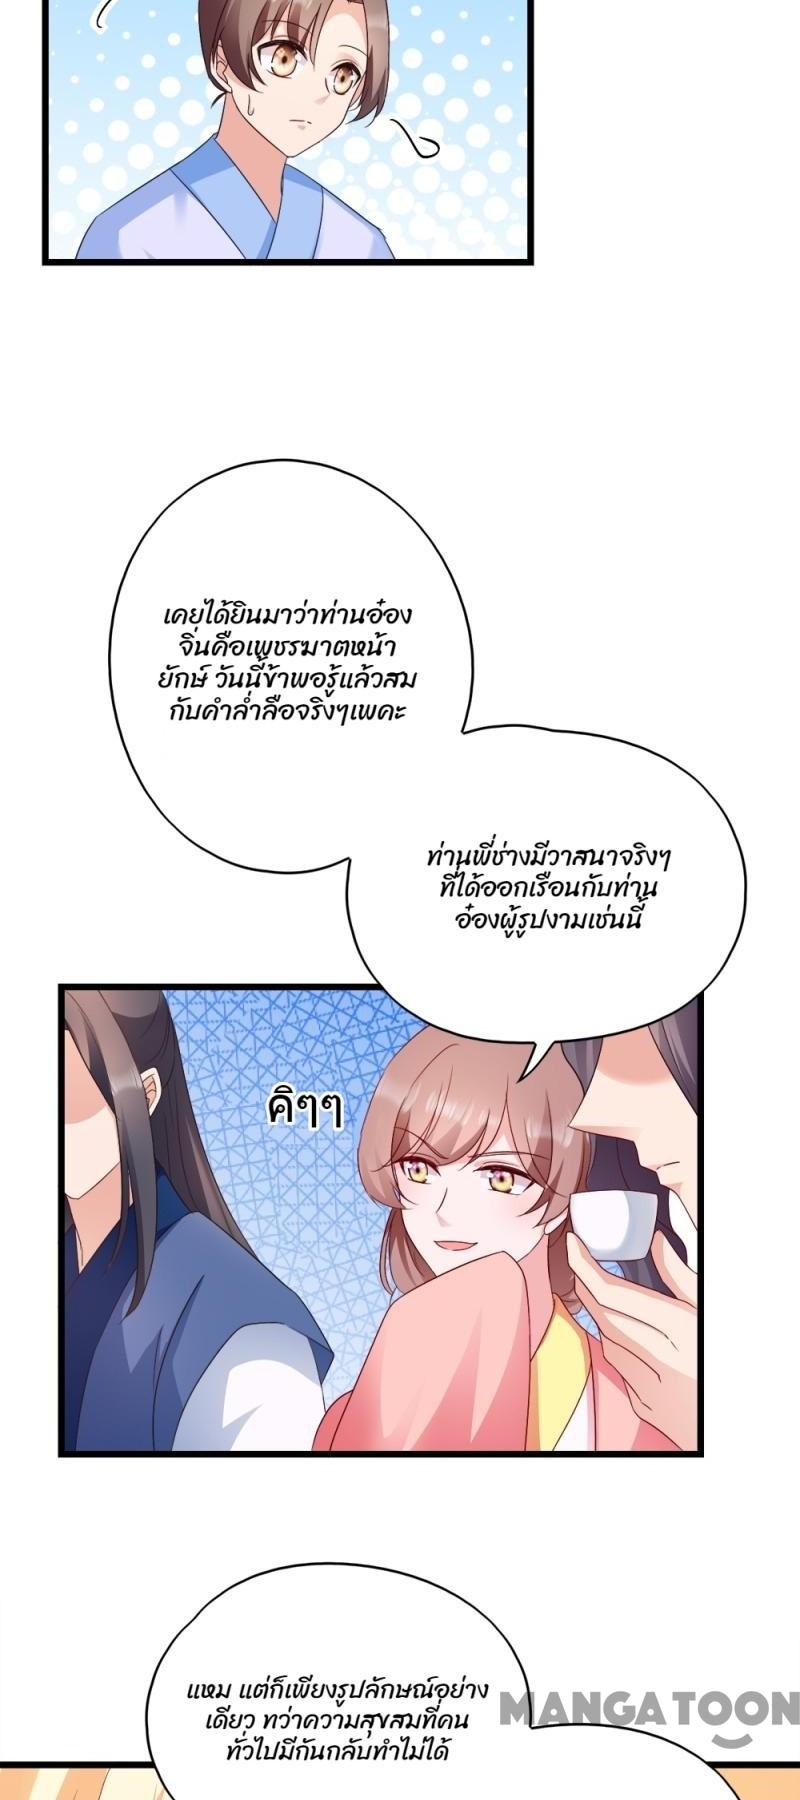 เคยได้ยินมาว่าท่านอ๋อง
จิ่นคือเพชรฆาตหน้า
ยักษ์ วันนี้ข้าพอรู้แล้วสม
กับคำล่ำลือจริงๆเพคะ
ท่านพี่ช่างมีวาสนาจริงๆ
ที่ได้ออกเรือนกับท่าน
อ๋องผู้รูปงามเช่นนี้
คิๆๆ
แหม แต่ก็เพียงรูปลักษณ์อย่าง
เดียว ทว่าความสุขสมที่คน
ทั่วไปมีกันกลับทำไม่ได้
MANGATOON